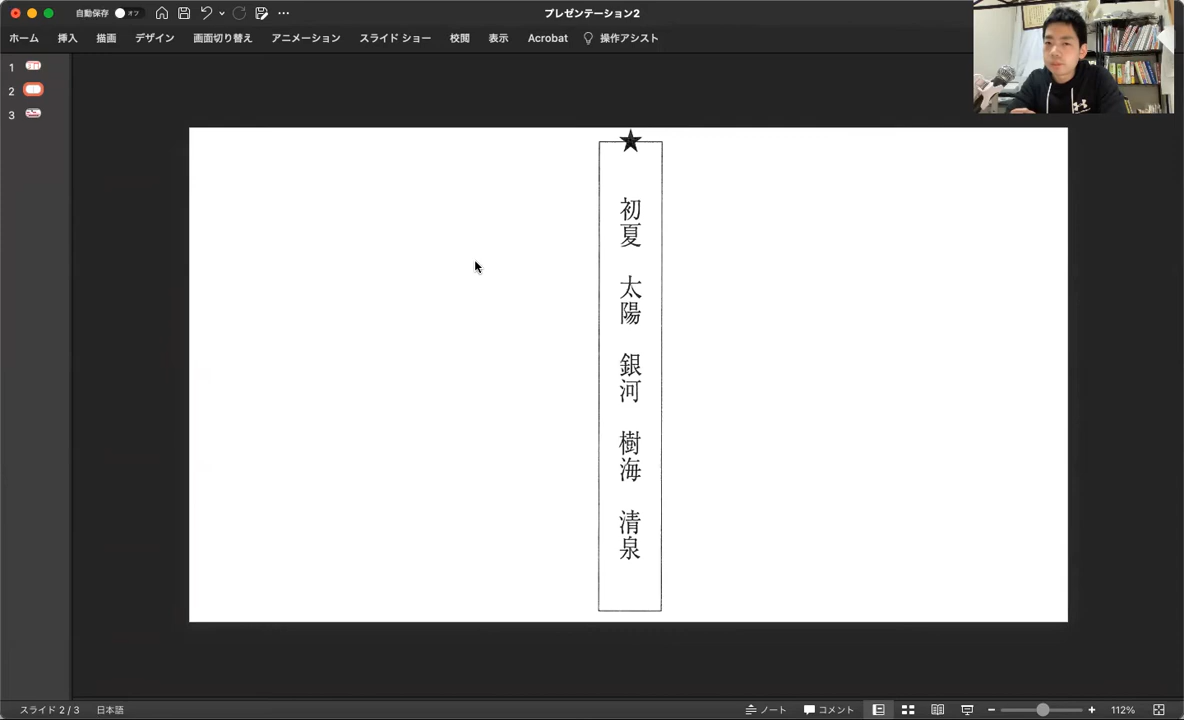 自動保存 オフ
プレゼンテーション2
ホーム 挿入 描画 デザイン 画面切り替え アニメーション スライド ショー 校閲 表示 Acrobat 操作アシスト
1
2
3
★
初夏 太陽 銀河 樹海 清泉
スライド 2 / 3 日本語 ノート コメント 112%